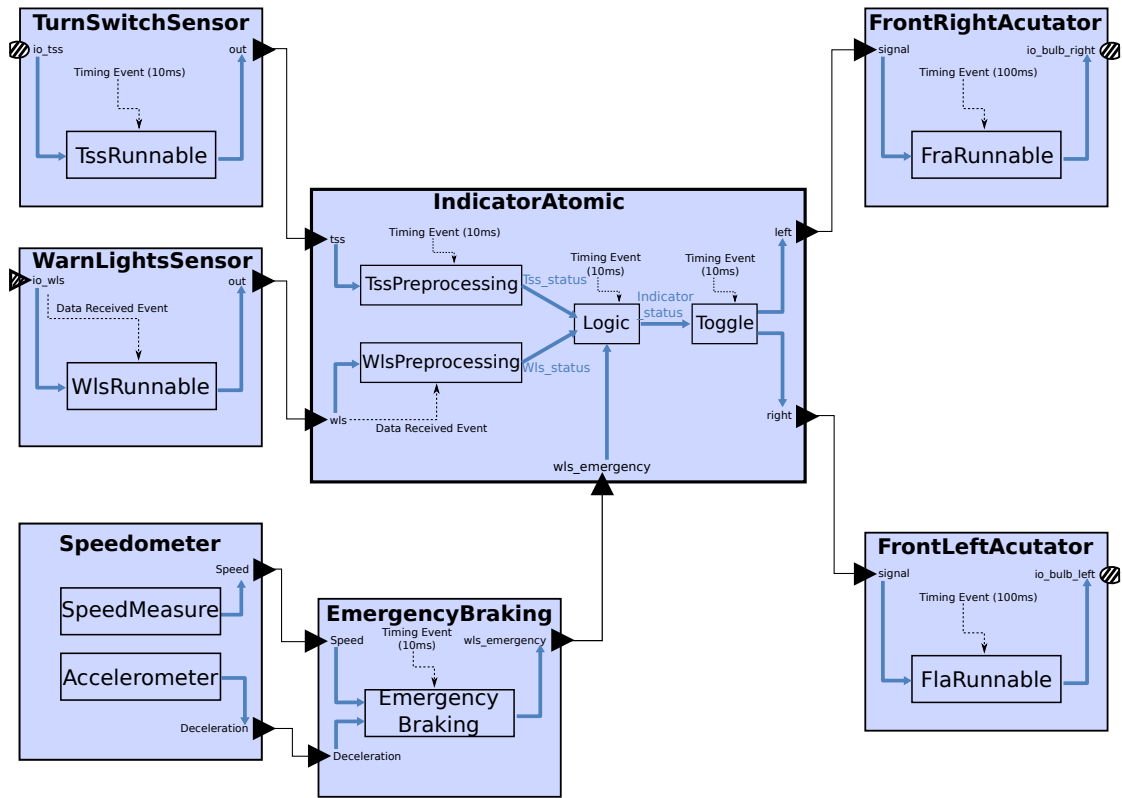 TurnSwitchSensor
io_tss
out
Timing Event (10ms)
TssRunnable
WarnLightsSensor
io_wls
out
Data Received Event
WlsRunnable
Speedometer
Speed
SpeedMeasure
Accelerometer
Deceleration
EmergencyBraking
Timing Event
(10ms)
Speed
wls_emergency
Emergency
Braking
Deceleration
IndicatorAtomic
tss
Timing Event (10ms)
TssPreprocessing
Tss_status
WlsPreprocessing
Wls_status
wls
Data Received Event
Timing Event
(10ms)
Logic
Indicator
_status
Timing Event
(10ms)
Toggle
left
right
wls_emergency
FrontRightAcutator
signal
io_bulb_right
Timing Event (100ms)
FraRunnable
FrontLeftAcutator
signal
io_bulb_left
Timing Event (100ms)
FlaRunnable